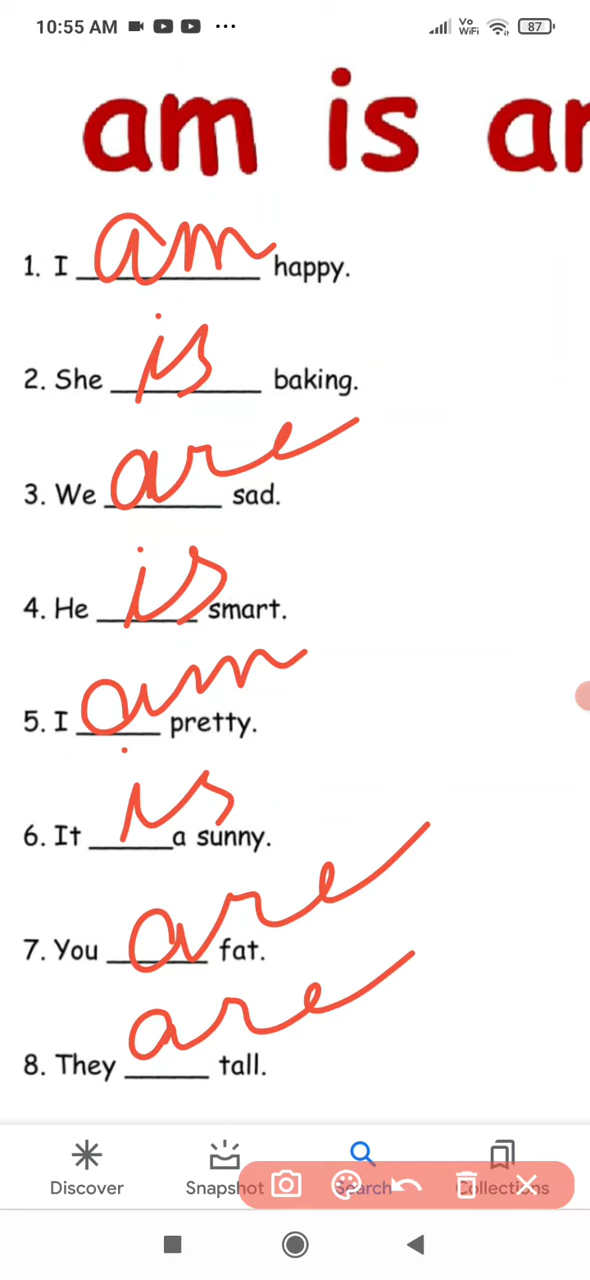 10:55 AM ... Vo WiFi 87
am is ar
1. I am happy.
2. She is baking.
3. We are sad.
4. He is smart.
5. I am pretty.
6. It is a sunny.
7. You are fat.
8. They are tall.
Discover Snapshot Search Collections